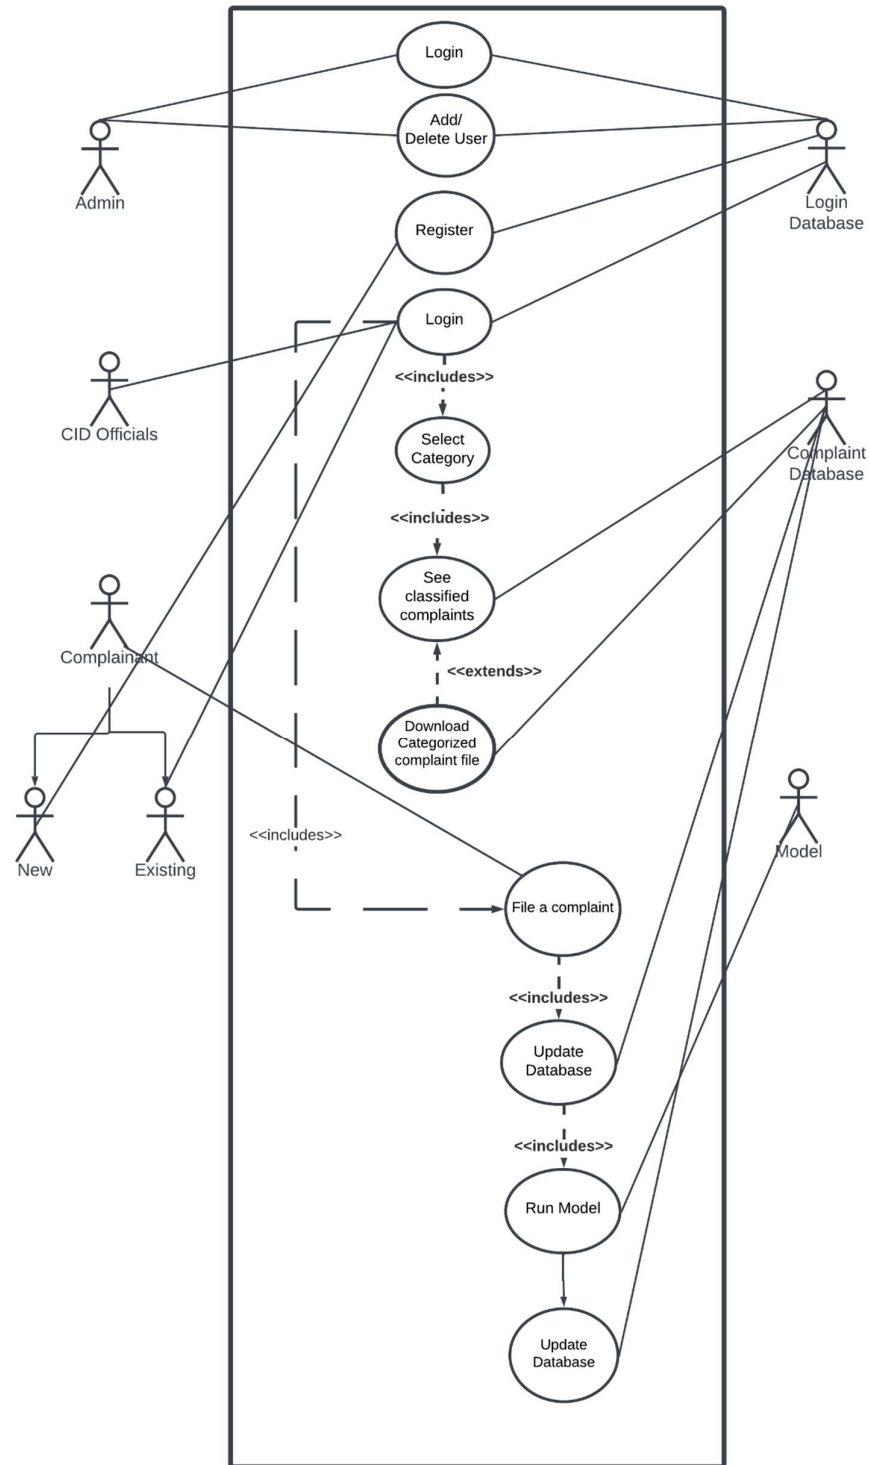 Login
Add/
Delete User
Admin
Login
Database
Register
Login
<<includes>>
CID Officials
Select
Category
Complaint
Database
<<includes>>
See
classified
complaints
Complainant
<<extends>>
Download
Categorized
complaint file
<<includes>>
Model
New
Existing
File a complaint
<<includes>>
Update
Database
<<includes>>
Run Model
Update
Database